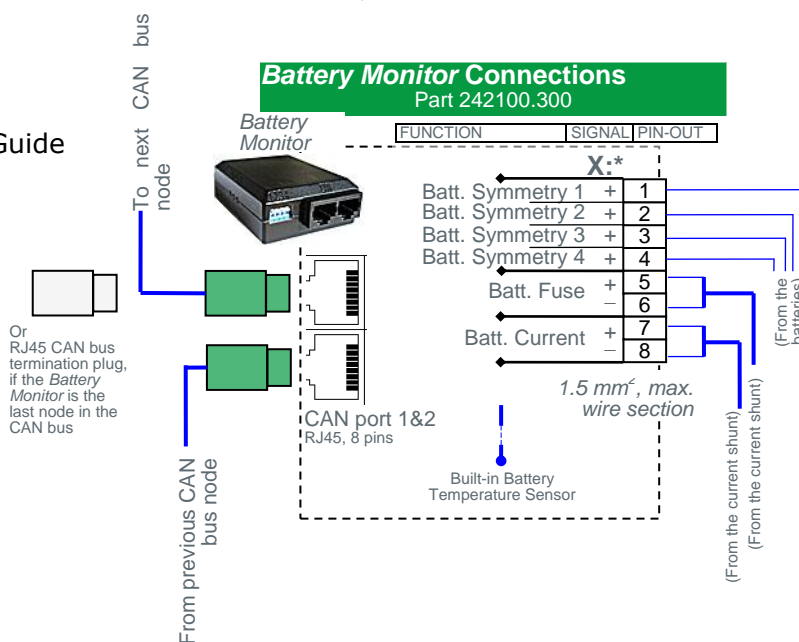 Battery Monitor Connections
Part 242100.300
Guide
To next CAN bus
node
Battery
Monitor
FUNCTION SIGNAL PIN-OUT
X:*
Batt. Symmetry 1 + 1
Batt. Symmetry 2 + 2
Batt. Symmetry 3 + 3
Batt. Symmetry 4 + 4
Batt. Fuse + 5
− 6
Batt. Current + 7
− 8
(From the
batteries)
Or
RJ45 CAN bus
termination plug,
if the Battery
Monitor is the
last node in the
CAN bus
CAN port 1&2
RJ45, 8 pins
1.5 mm², max.
wire section
Built-in Battery
Temperature Sensor
From previous CAN
bus node
(From the current shunt)
(From the current shunt)